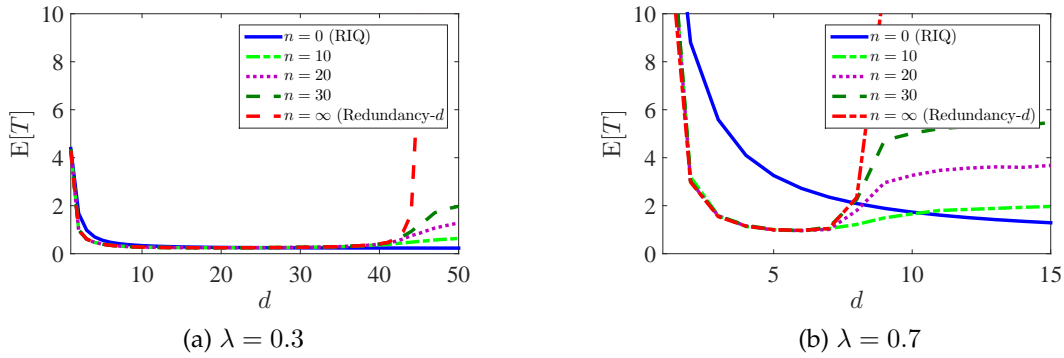 10
8
6
4
2
0
E[T]
n = 0 (RIQ)
n = 10
n = 20
n = 30
n = ∞ (Redundancy-d)
10 20 30 40 50
d
(a) λ = 0.3
10
8
6
4
2
0
E[T]
n = 0 (RIQ)
n = 10
n = 20
n = 30
n = ∞ (Redundancy-d)
5 10 15
d
(b) λ = 0.7